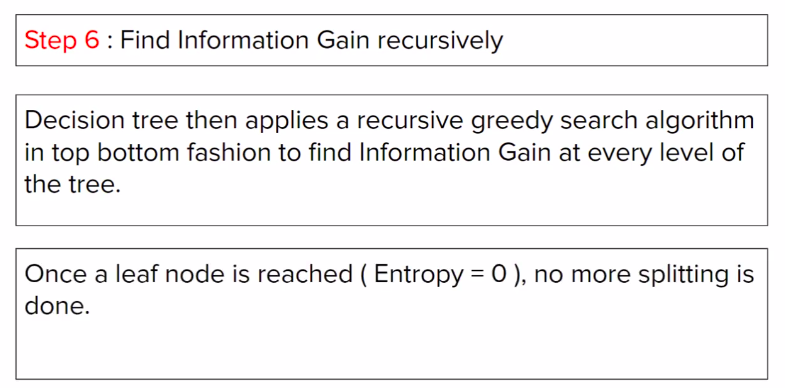 Step 6 : Find Information Gain recursively
Decision tree then applies a recursive greedy search algorithm
in top bottom fashion to find Information Gain at every level of
the tree.
Once a leaf node is reached ( Entropy = 0 ), no more splitting is
done.